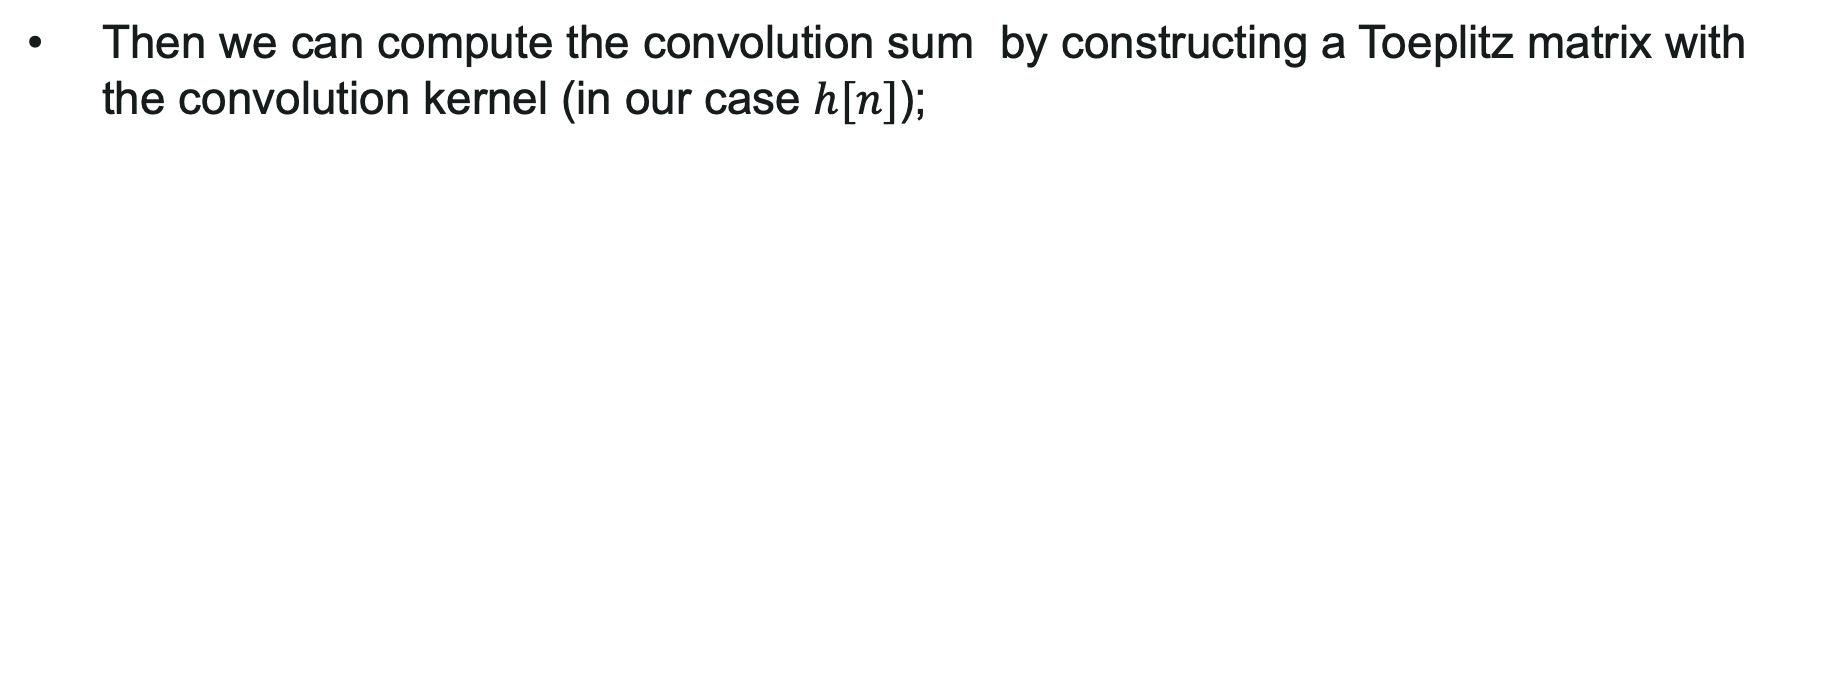 • Then we can compute the convolution sum  by constructing a Toeplitz matrix with
the convolution kernel (in our case h[n]);